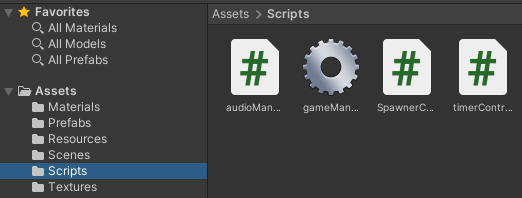 Favorites
All Materials
All Models
All Prefabs
Assets
Materials
Prefabs
Resources
Scenes
Scripts
Textures
Assets > Scripts
# # #
audioMan... gameMan... SpawnerC... timerContr...